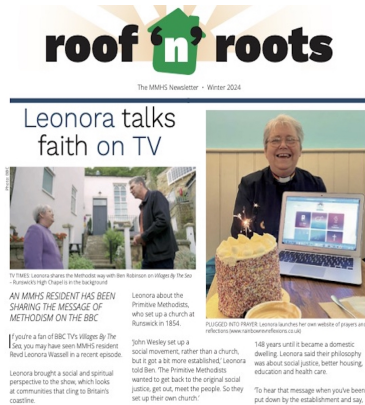 roof 'n' roots
The MMHS Newsletter • Winter 2024
Leonora talks
faith on TV
TV TIMES: Leonora shares the Methodist way with Ben Robinson on Villages By The Sea
– Runswick's High Chapel is in the background
AN MMHS RESIDENT HAS BEEN
SHARING THE MESSAGE OF
METHODISM ON THE BBC
If you're a fan of BBC TV's Villages By The
Sea, you may have seen MMHS resident
Revd Leonora Wassell in a recent episode.
Leonora brought a social and spiritual
perspective to the show, which looks
at communities that cling to Britain's
coastline.
Leonora about the
Primitive Methodists,
who set up a church at
Runswick in 1854.
'John Wesley set up a
social movement, rather than a church,
but it got a bit more established,' Leonora
told Ben. 'The Primitive Methodists
wanted to get back to the original social
justice, get out, meet the people. So they
set up their own church.'
PLUGGED INTO PRAYER: Leonora launches her own website of prayers and
reflections (www.rainbowrevreflexions.co.uk)
148 years until it became a domestic
dwelling. Leonora said their philosophy
was about social justice, better housing,
education and health care.
'To hear that message when you've been
put down by the establishment and say,